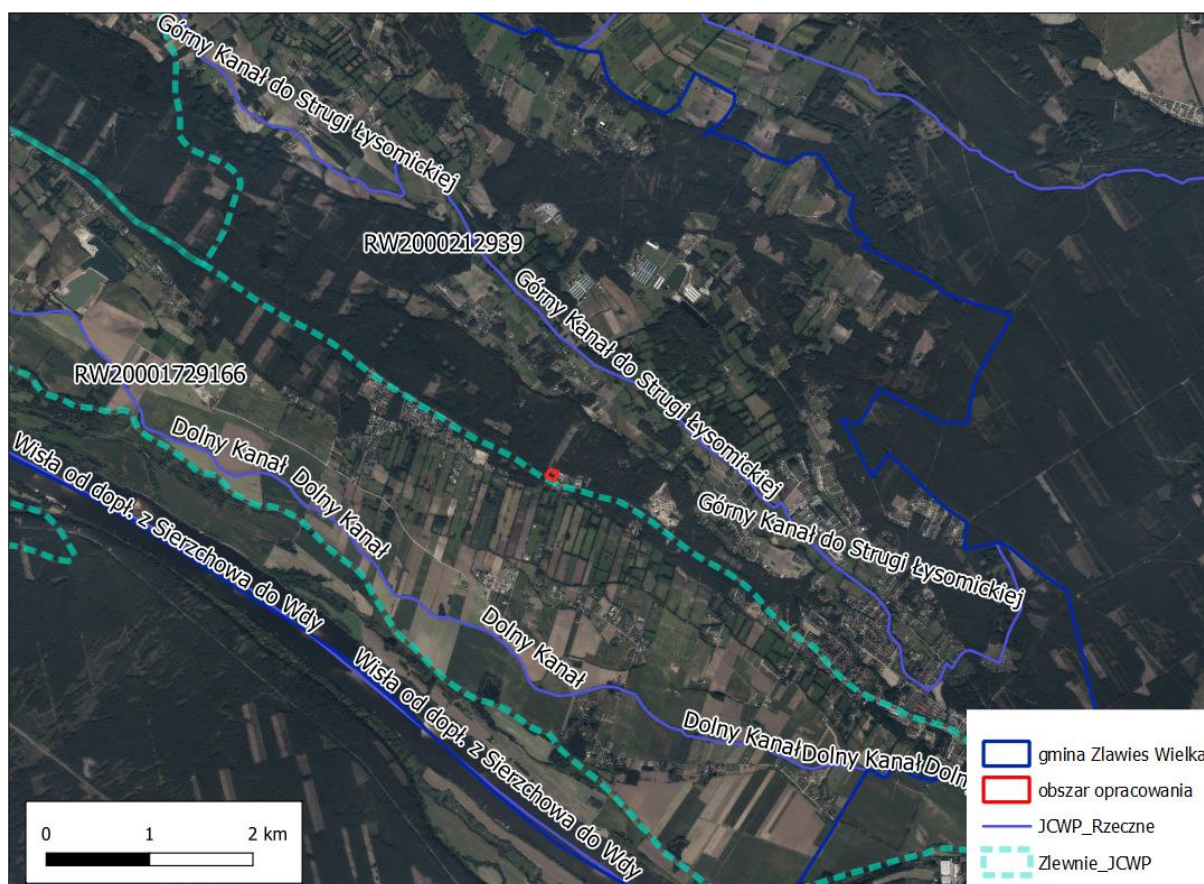 Górny Kanał do Strugi Łysomickiej
RW2000212939
Górny Kanał do Strugi Łysomickiej
RW20001729166
Dolny Kanał
Dolny Kanał
Górny Kanał do Strugi Łysomickiej
Wisła od dopł. z Sierzchowa do Wdy
Dolny Kanał
Wisła od dopł. z Sierzchowa do Wdy
Dolny Kanał
Dolny Kanał
Dolny
gmina Zlawies Wielka
obszar opracowania
JCWP_Rzeczne
Zlewnie_JCWP
0 1 2 km